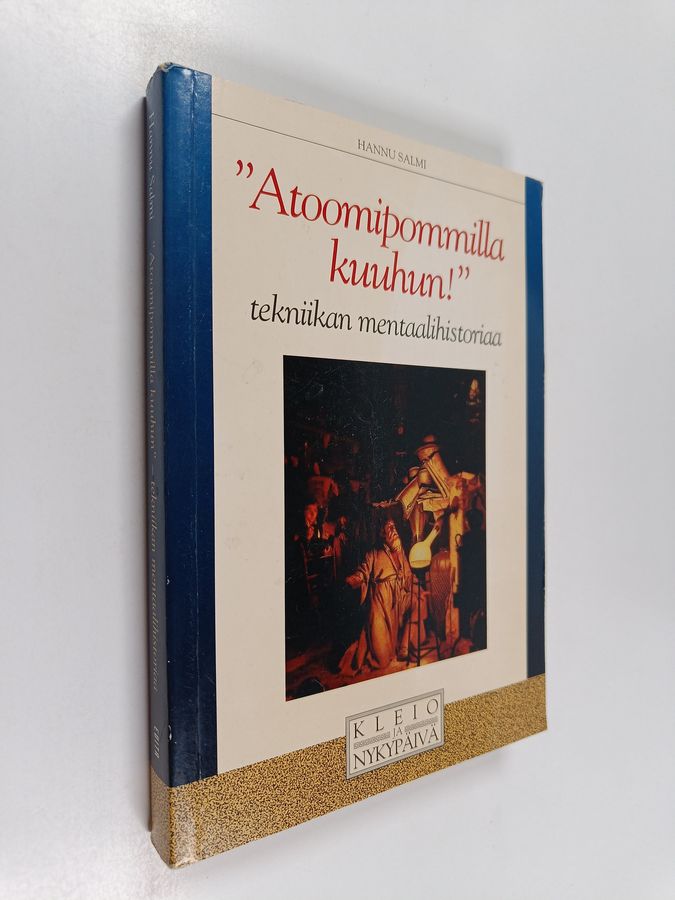 HANNU SALMI
”Atoomipommilla
kuuhun!”
tekniikan mentaalihistoriaa
KLEIO
JA
NYKYPÄIVÄ
Hannu Salmi ”Atoomipommilla kuuhun” – tekniikan mentaalihistoriaa